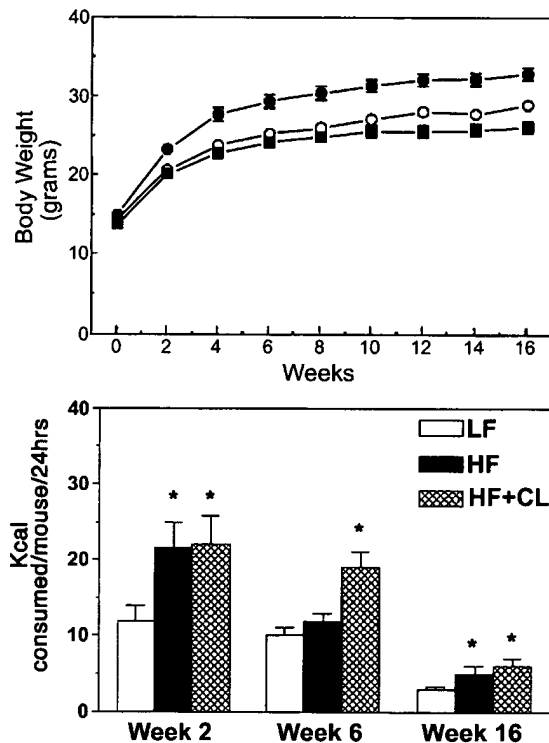 40
30
20
10
0
Body Weight
(grams)
0 2 4 6 8 10 12 14 16
Weeks
40
30
20
10
0
Kcal
consumed/mouse/24hrs
LF
HF
HF+CL
* * * * *
Week 2 Week 6 Week 16